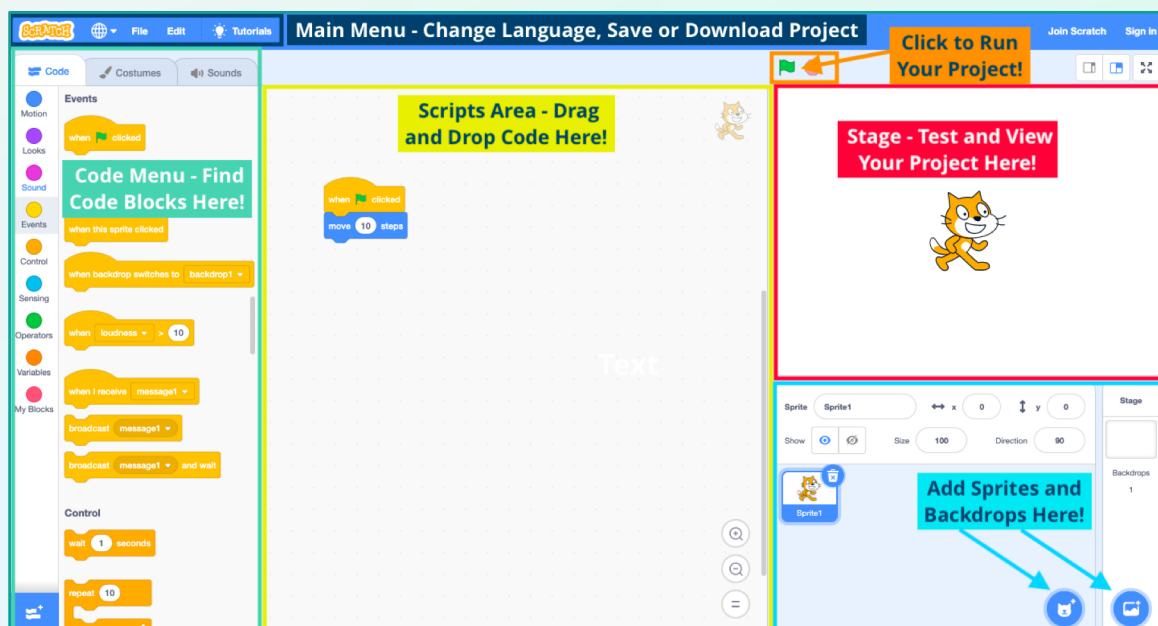 SCRATCH File Edit Tutorials Main Menu - Change Language, Save or Download Project Join Scratch Sign in
Click to Run
Your Project!
Code Costumes Sounds
Motion
Looks
Sound
Events
Control
Sensing
Operators
Variables
My Blocks
Events
when clicked
Code Menu - Find
Code Blocks Here!
when this sprite clicked
when backdrop switches to backdrop1
when loudness > 10
when I receive message1
broadcast message1
broadcast message1 and wait
Control
wait 1 seconds
repeat 10
Scripts Area - Drag
and Drop Code Here!
when clicked
move 10 steps
Text
Stage - Test and View
Your Project Here!
Sprite Sprite1 x 0 y 0
Show Size 100 Direction 90
Sprite1
Add Sprites and
Backdrops Here!
Stage
Backdrops
1